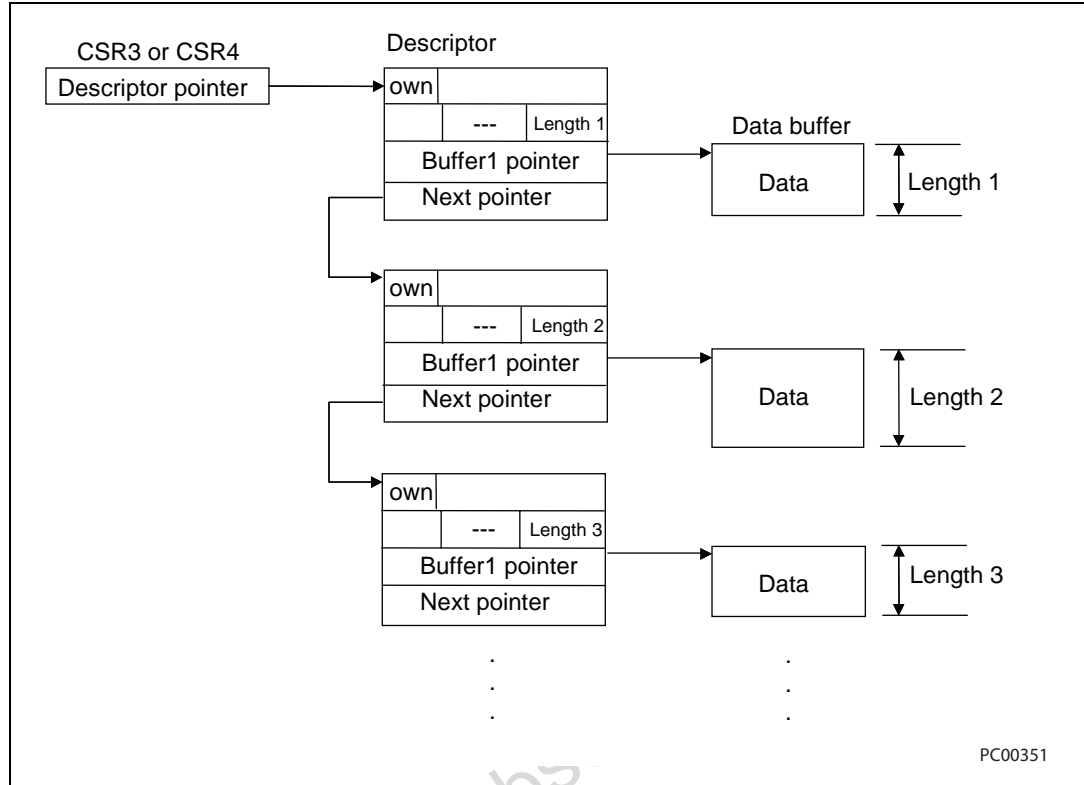 CSR3 or CSR4
Descriptor pointer
Descriptor
own
--- Length 1
Buffer1 pointer
Next pointer
Data buffer
Data
Length 1
own
--- Length 2
Buffer1 pointer
Next pointer
Data
Length 2
own
--- Length 3
Buffer1 pointer
Next pointer
Data
Length 3
PC00351